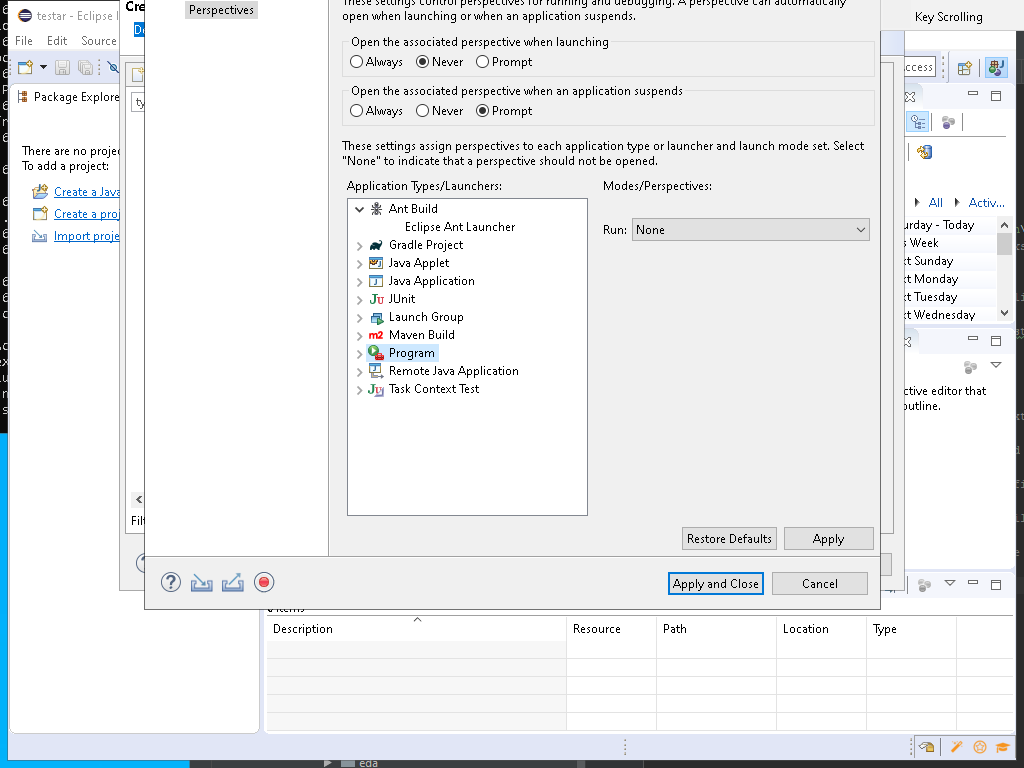 testar - Eclipse
Cre
Perspectives
These settings control perspectives for running and debugging. A perspective can automatically
open when launching or when an application suspends.
Key Scrolling
File Edit Source
Open the associated perspective when launching
Always Never Prompt
Package Explore
ty
Open the associated perspective when an application suspends
Always Never Prompt
There are no proje
To add a project:
Create a Java
Create a proj
Import proje
These settings assign perspectives to each application type or launcher and launch mode set. Select
"None" to indicate that a perspective should not be opened.
Application Types/Launchers:
Modes/Perspectives:
Ant Build
Eclipse Ant Launcher
Gradle Project
Java Applet
Java Application
JUnit
Launch Group
Maven Build
Program
Remote Java Application
Task Context Test
Run: None
ccess
All Activ...
urday - Today
s Week
xt Sunday
xt Monday
xt Tuesday
xt Wednesday
ctive editor that
outline.
Filt
Restore Defaults Apply
Apply and Close Cancel
Description Resource Path Location Type
eda